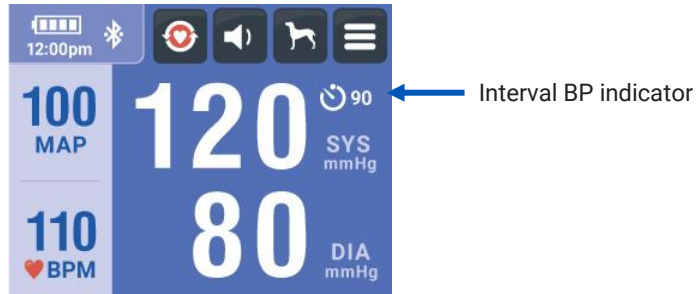 12:00pm
100
MAP
110
BPM
120
90
SYS
mmHg
80
DIA
mmHg
Interval BP indicator